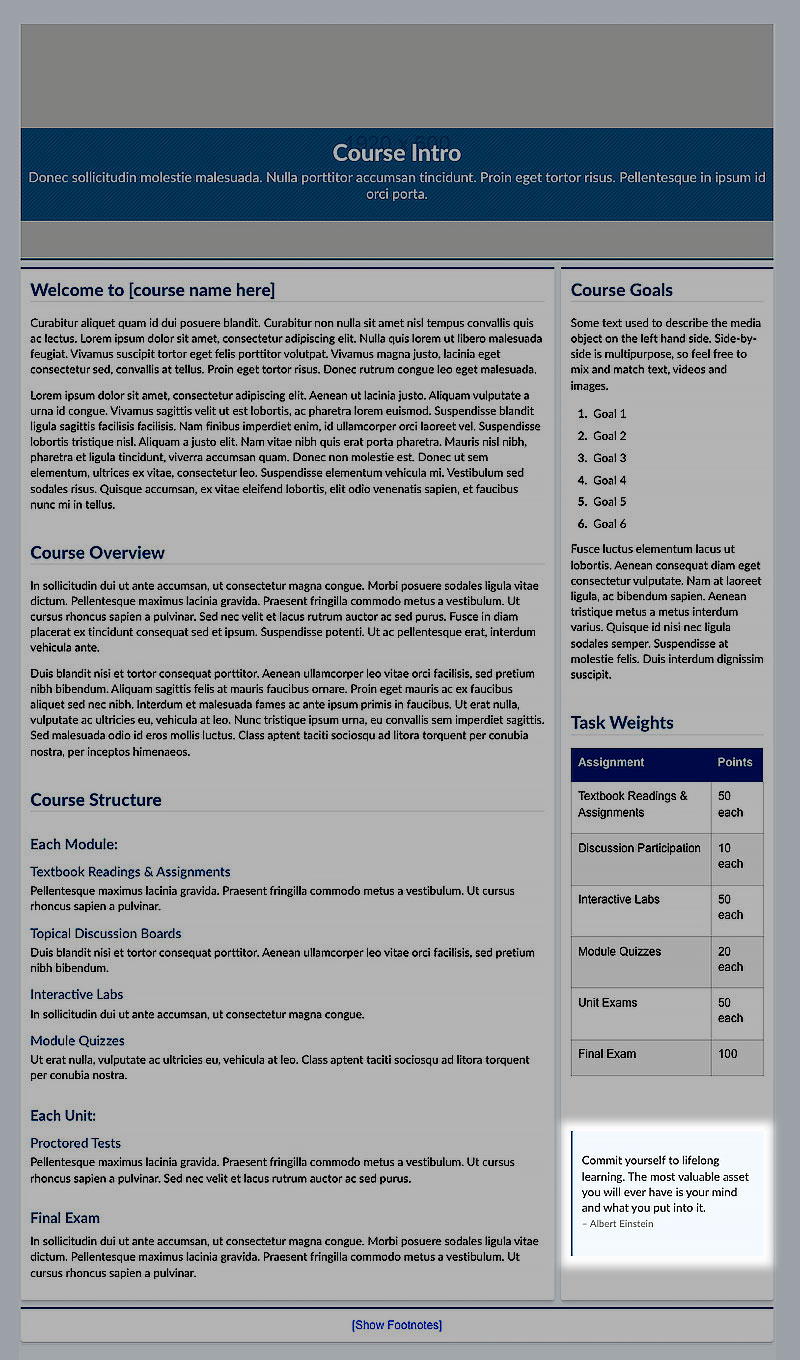 1920 x 600
Course Intro
Donec sollicitudin molestie malesuada. Nulla porttitor accumsan tincidunt. Proin eget tortor risus. Pellentesque in ipsum id
orci porta.
Welcome to [course name here]
Curabitur aliquet quam id dui posuere blandit. Curabitur non nulla sit amet nisl tempus convallis quis
ac lectus. Lorem ipsum dolor sit amet, consectetur adipiscing elit. Nulla quis lorem ut libero malesuada
feugiat. Vivamus suscipit tortor eget felis porttitor volutpat. Vivamus magna justo, lacinia eget
consectetur sed, convallis at tellus. Proin eget tortor risus. Donec rutrum congue leo eget malesuada.
Lorem ipsum dolor sit amet, consectetur adipiscing elit. Aenean ut lacinia justo. Aliquam vulputate a
urna id congue. Vivamus sagittis velit ut est lobortis, ac pharetra lorem euismod. Suspendisse blandit
ligula sagittis facilisis facilisis. Nam finibus imperdiet enim, id ullamcorper orci laoreet vel. Suspendisse
lobortis tristique nisl. Aliquam a justo elit. Nam vitae nibh quis erat porta pharetra. Mauris nisl nibh,
pharetra et ligula tincidunt, viverra accumsan quam. Donec non molestie est. Donec ut sem
elementum, ultrices ex vitae, consectetur leo. Suspendisse elementum vehicula mi. Vestibulum sed
sodales risus. Quisque accumsan, ex vitae eleifend lobortis, elit odio venenatis sapien, et faucibus
nunc mi in tellus.
Course Overview
In sollicitudin dui ut ante accumsan, ut consectetur magna congue. Morbi posuere sodales ligula vitae
dictum. Pellentesque maximus lacinia gravida. Praesent fringilla commodo metus a vestibulum. Ut
cursus rhoncus sapien a pulvinar. Sed nec velit et lacus rutrum auctor ac sed purus. Fusce in diam
placerat ex tincidunt consequat sed et ipsum. Suspendisse potenti. Ut ac pellentesque erat, interdum
vehicula ante.
Duis blandit nisi et tortor consequat porttitor. Aenean ullamcorper leo vitae orci facilisis, sed pretium
nibh bibendum. Aliquam sagittis felis at mauris faucibus ornare. Proin eget mauris ac ex faucibus
aliquet sed nec nibh. Interdum et malesuada fames ac ante ipsum primis in faucibus. Ut erat nulla,
vulputate ac ultricies eu, vehicula at leo. Nunc tristique ipsum urna, eu convallis sem imperdiet sagittis.
Sed malesuada odio id eros mollis luctus. Class aptent taciti sociosqu ad litora torquent per conubia
nostra, per inceptos himenaeos.
Course Structure
Each Module:
Textbook Readings & Assignments
Pellentesque maximus lacinia gravida. Praesent fringilla commodo metus a vestibulum. Ut cursus
rhoncus sapien a pulvinar.
Topical Discussion Boards
Duis blandit nisi et tortor consequat porttitor. Aenean ullamcorper leo vitae orci facilisis, sed pretium
nibh bibendum.
Interactive Labs
In sollicitudin dui ut ante accumsan, ut consectetur magna congue.
Module Quizzes
Ut erat nulla, vulputate ac ultricies eu, vehicula at leo. Class aptent taciti sociosqu ad litora torquent
per conubia nostra.
Each Unit:
Proctored Tests
Pellentesque maximus lacinia gravida. Praesent fringilla commodo metus a vestibulum. Ut cursus
rhoncus sapien a pulvinar. Sed nec velit et lacus rutrum auctor ac sed purus.
Final Exam
In sollicitudin dui ut ante accumsan, ut consectetur magna congue. Morbi posuere sodales ligula vitae
dictum. Pellentesque maximus lacinia gravida. Praesent fringilla commodo metus a vestibulum. Ut
cursus rhoncus sapien a pulvinar.
Course Goals
Some text used to describe the media
object on the left hand side. Side-by-
side is multipurpose, so feel free to
mix and match text, videos and
images.
1. Goal 1
2. Goal 2
3. Goal 3
4. Goal 4
5. Goal 5
6. Goal 6
Fusce luctus elementum lacus ut
lobortis. Aenean consequat diam eget
consectetur vulputate. Nam at laoreet
ligula, ac bibendum sapien. Aenean
tristique metus a metus interdum
varius. Quisque id nisi nec ligula
sodales semper. Suspendisse at
molestie felis. Duis interdum dignissim
suscipit.
Task Weights
Assignment Points
Textbook Readings & 50
Assignments each
Discussion Participation 10
each
Interactive Labs 50
each
Module Quizzes 20
each
Unit Exams 50
each
Final Exam 100
Commit yourself to lifelong
learning. The most valuable asset
you will ever have is your mind
and what you put into it.
– Albert Einstein
[Show Footnotes]